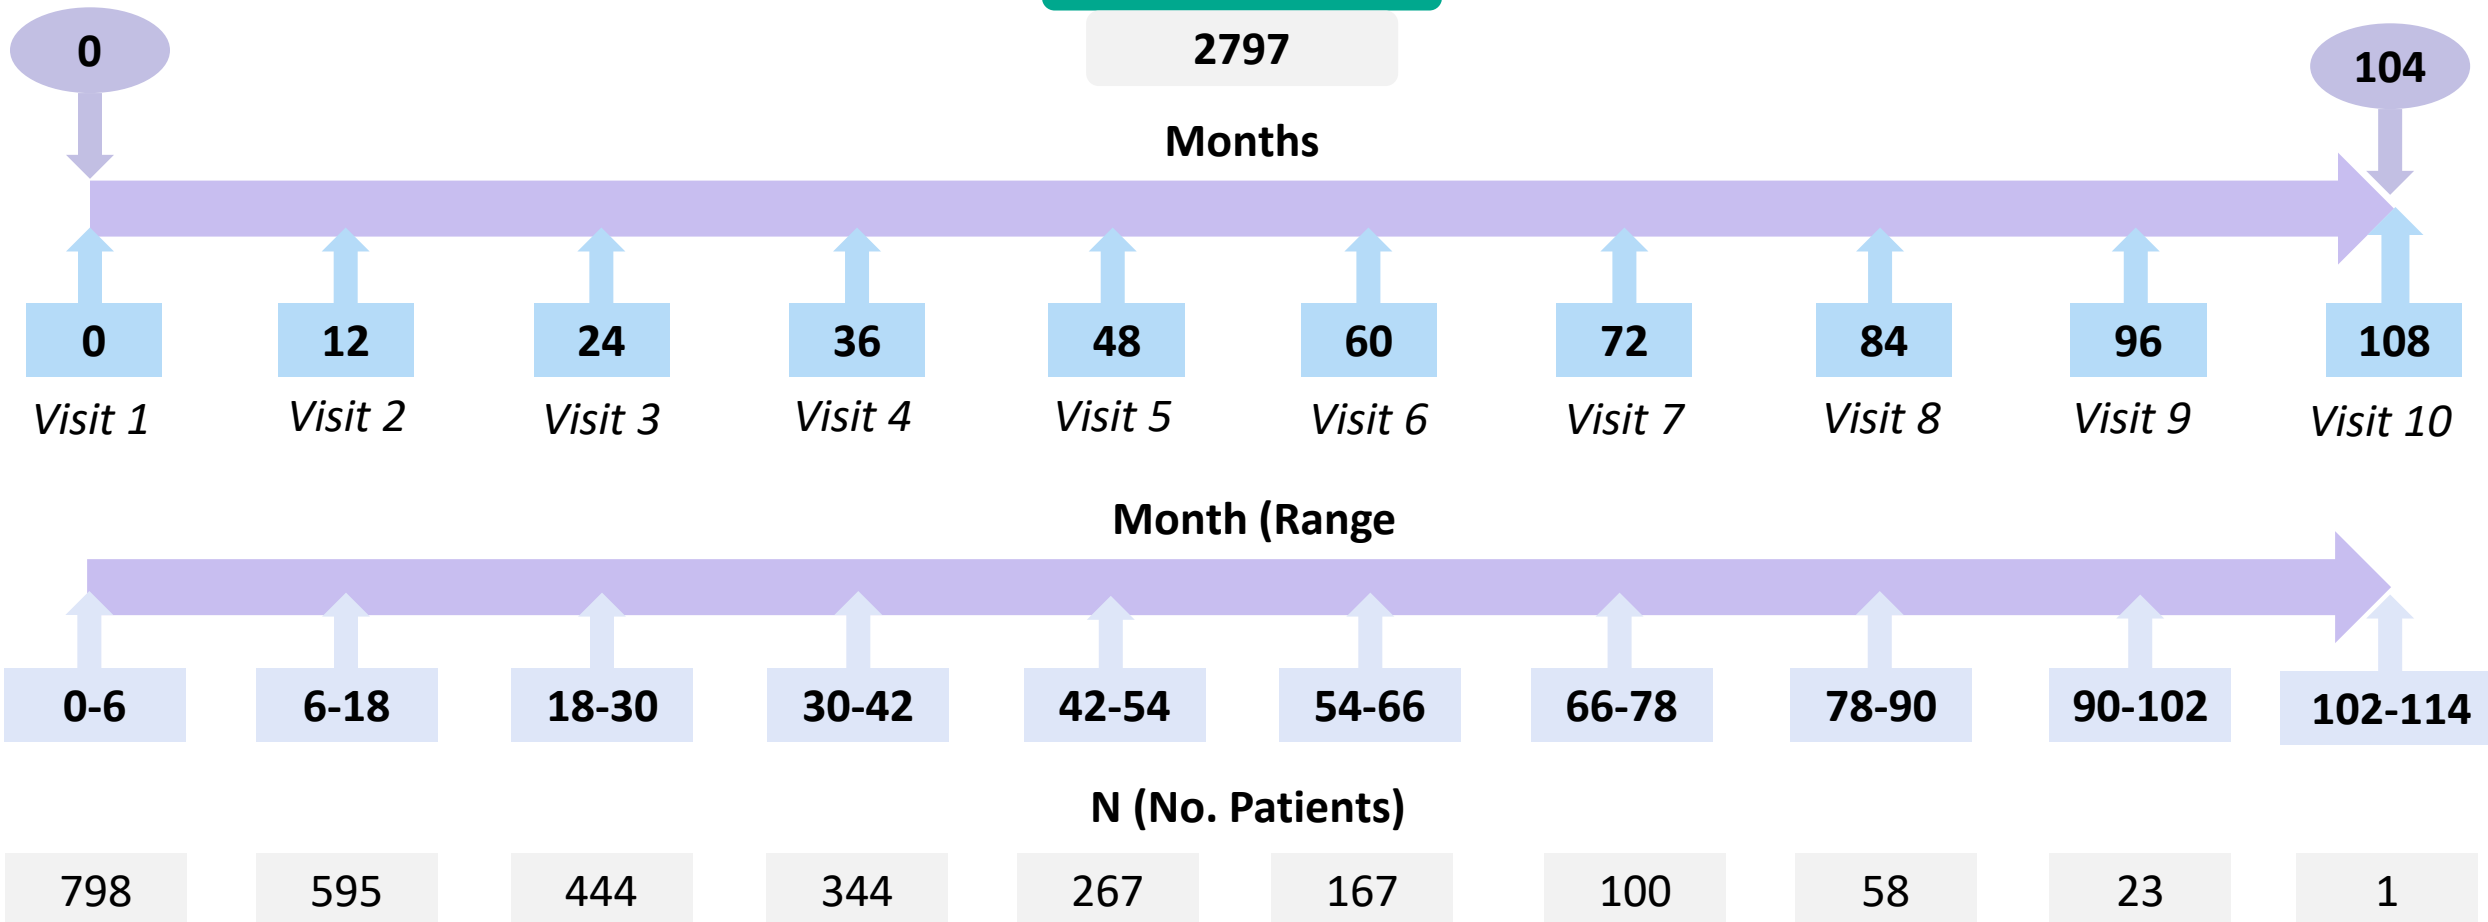 2797
0
104
Months
0 12 24 36 48 60 72 84 96 108
Visit 1 Visit 2 Visit 3 Visit 4 Visit 5 Visit 6 Visit 7 Visit 8 Visit 9 Visit 10
Month (Range
0-6 6-18 18-30 30-42 42-54 54-66 66-78 78-90 90-102 102-114
N (No. Patients)
798 595 444 344 267 167 100 58 23 1